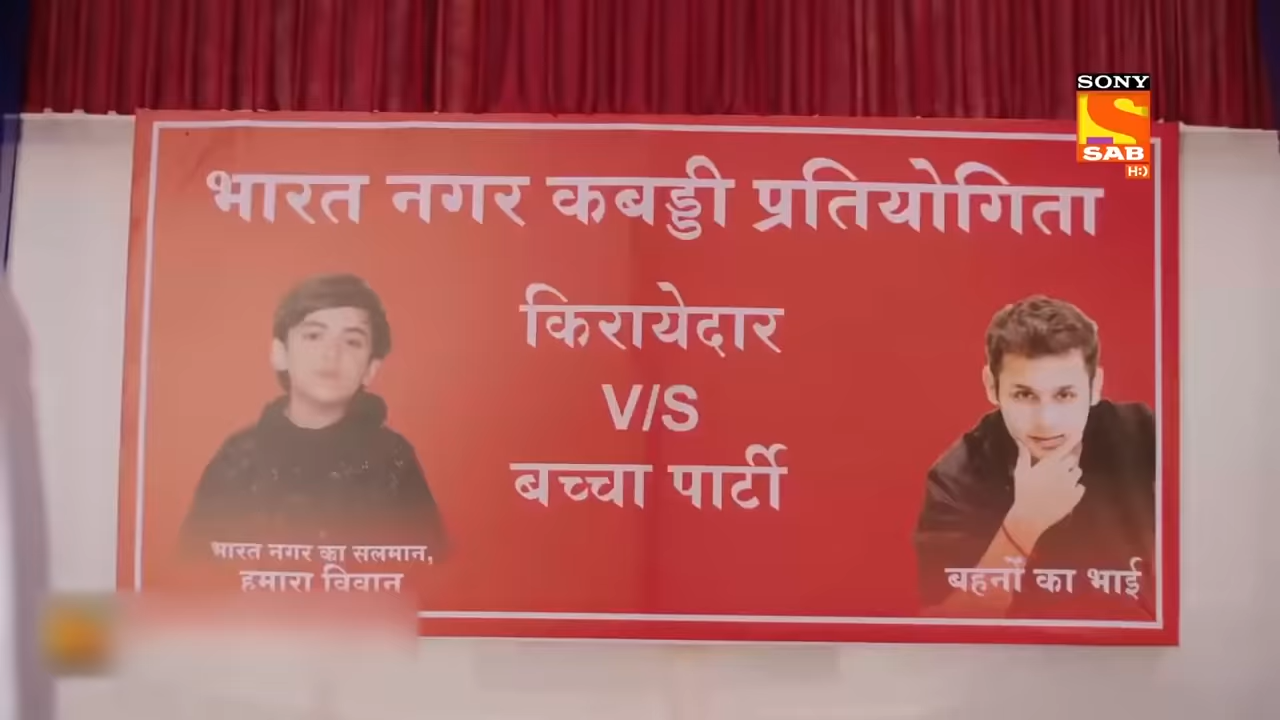 SONY
S
SAB
HD
भारत नगर कबड्डी प्रतियोगिता
किरायेदार
V/S
बच्चा पार्टी
भारत नगर का सलमान,
हमारा विवान
बहनों का भाई